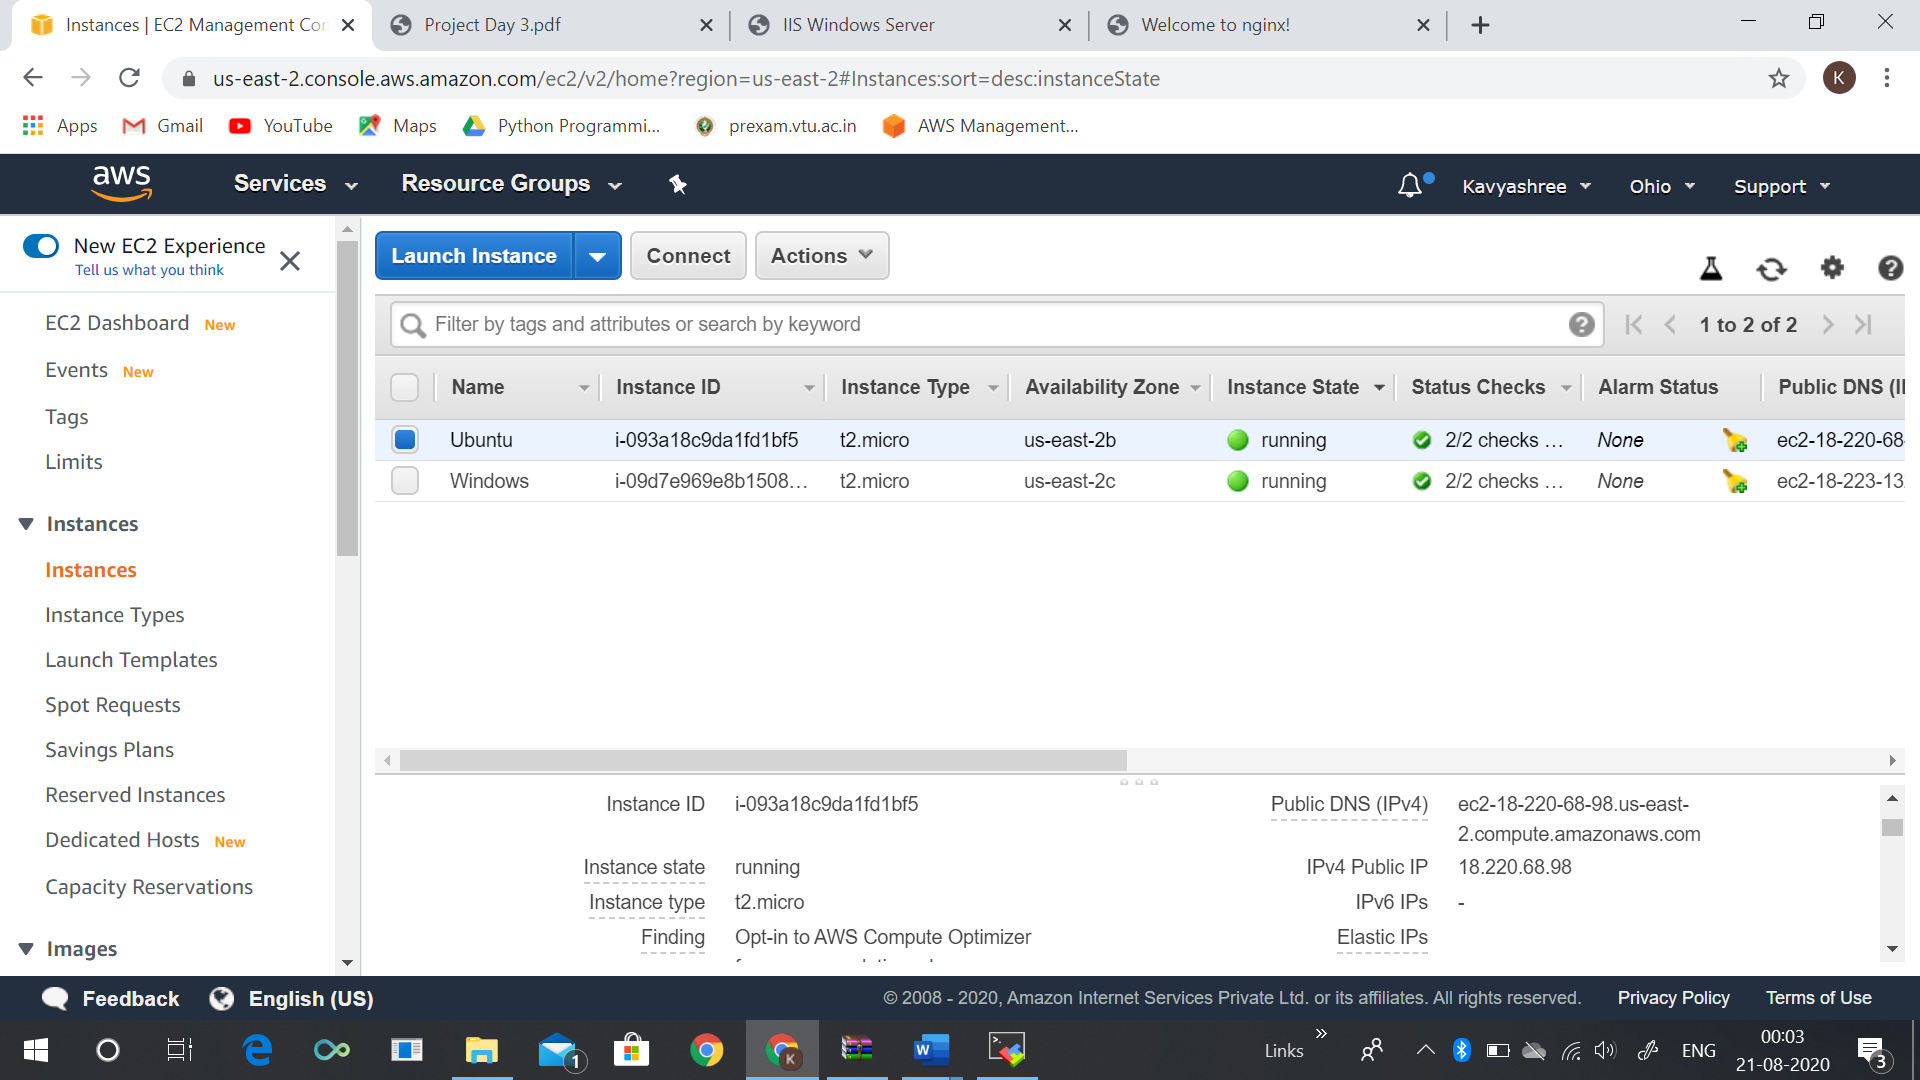 Instances | EC2 Management Con
Project Day 3.pdf
IIS Windows Server
Welcome to nginx!
us-east-2.console.aws.amazon.com/ec2/v2/home?region=us-east-2#Instances:sort=desc:instanceState
K
Apps
Gmail
YouTube
Maps
Python Programmi...
prexam.vtu.ac.in
AWS Management...
aws
Services
Resource Groups
Kavyashree
Ohio
Support
New EC2 Experience
Tell us what you think
EC2 Dashboard New
Events New
Tags
Limits
Instances
Instances
Instance Types
Launch Templates
Spot Requests
Savings Plans
Reserved Instances
Dedicated Hosts New
Capacity Reservations
Images
Launch Instance
Connect
Actions
Filter by tags and attributes or search by keyword
1 to 2 of 2
Name Instance ID Instance Type Availability Zone Instance State Status Checks Alarm Status Public DNS (I
Ubuntu i-093a18c9da1fd1bf5 t2.micro us-east-2b running 2/2 checks ... None ec2-18-220-68-
Windows i-09d7e969e8b1508... t2.micro us-east-2c running 2/2 checks ... None ec2-18-223-13
Instance ID i-093a18c9da1fd1bf5
Instance state running
Instance type t2.micro
Finding Opt-in to AWS Compute Optimizer
Public DNS (IPv4) ec2-18-220-68-98.us-east-
2.compute.amazonaws.com
IPv4 Public IP 18.220.68.98
IPv6 IPs -
Elastic IPs
Feedback
English (US)
© 2008 - 2020, Amazon Internet Services Private Ltd. or its affiliates. All rights reserved.
Privacy Policy
Terms of Use
1
K
W
Links
ENG
00:03
21-08-2020
3